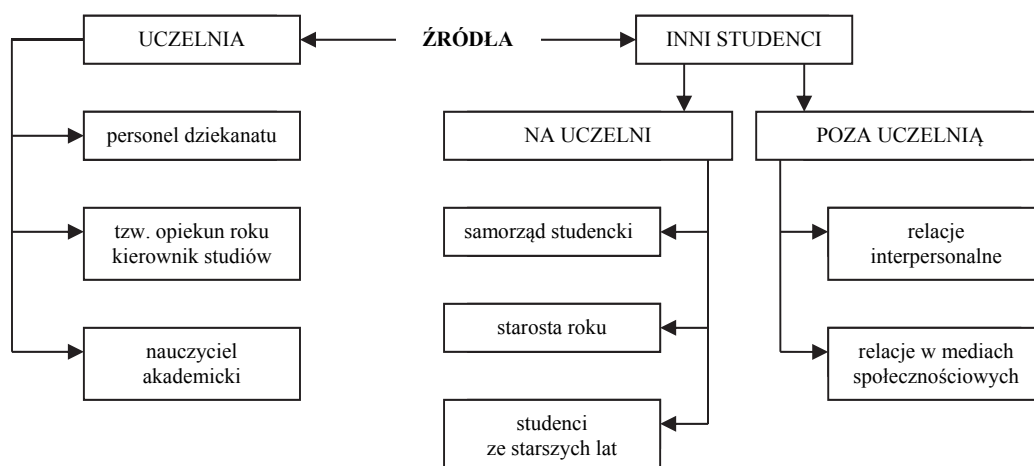 UCZELNIA
ŹRÓDŁA
INNI STUDENCI
personel dziekanatu
NA UCZELNI
POZA UCZELNIĄ
tzw. opiekun roku
kierownik studiów
samorząd studencki
relacje
interpersonalne
nauczyciel
akademicki
starosta roku
relacje w mediach
społecznościowych
studenci
ze starszych lat